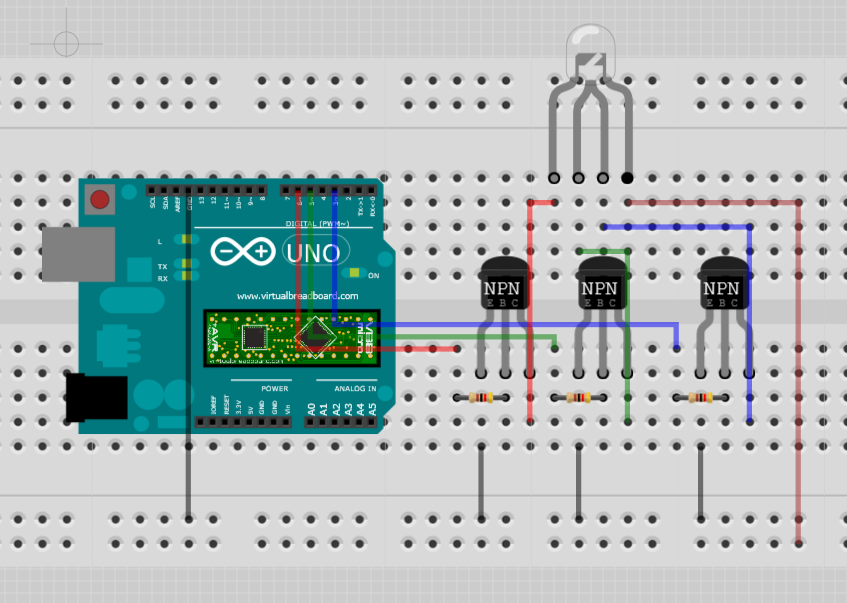 SCL
SDA
AREF
GND
13
12
11~
10~
9~
8
7
6~
5~
4
3~
2
TX->1
RX<-0
DIGITAL (PWM~)
L
UNO
NPN
NPN
NPN
TX
RX
ON
E B C
E B C
E B C
www.virtualbreadboard.com
POWER
ANALOG IN
IOREF
RESET
3.3V
5V
GND
GND
Vin
A0
A1
A2
A3
A4
A5